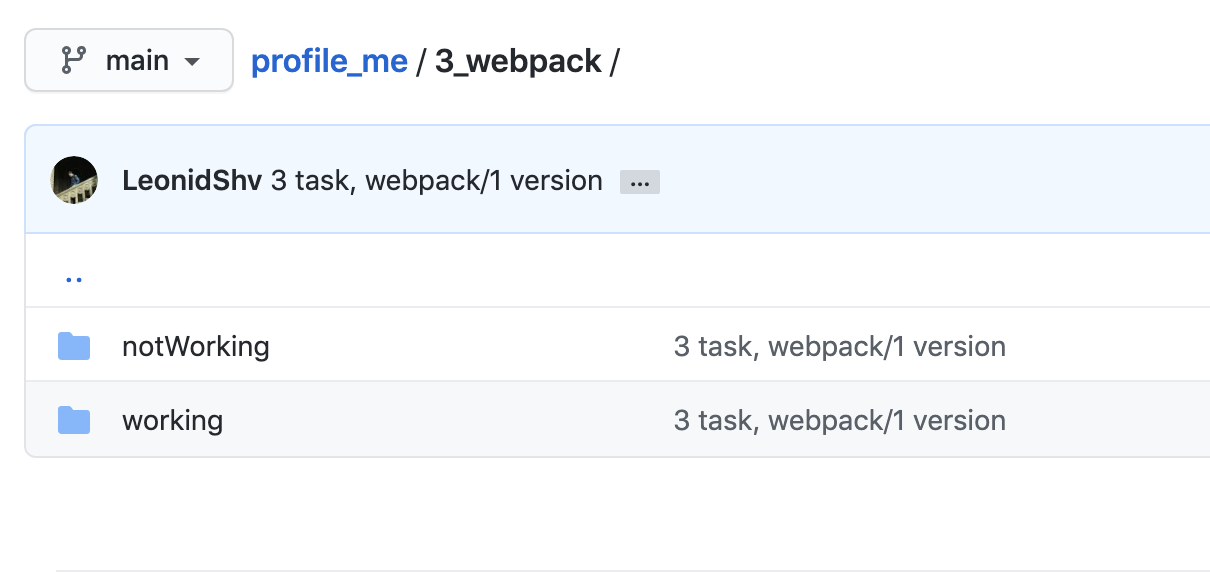 main profile_me / 3_webpack /
LeonidShv 3 task, webpack/1 version ...
..
notWorking 3 task, webpack/1 version
working 3 task, webpack/1 version